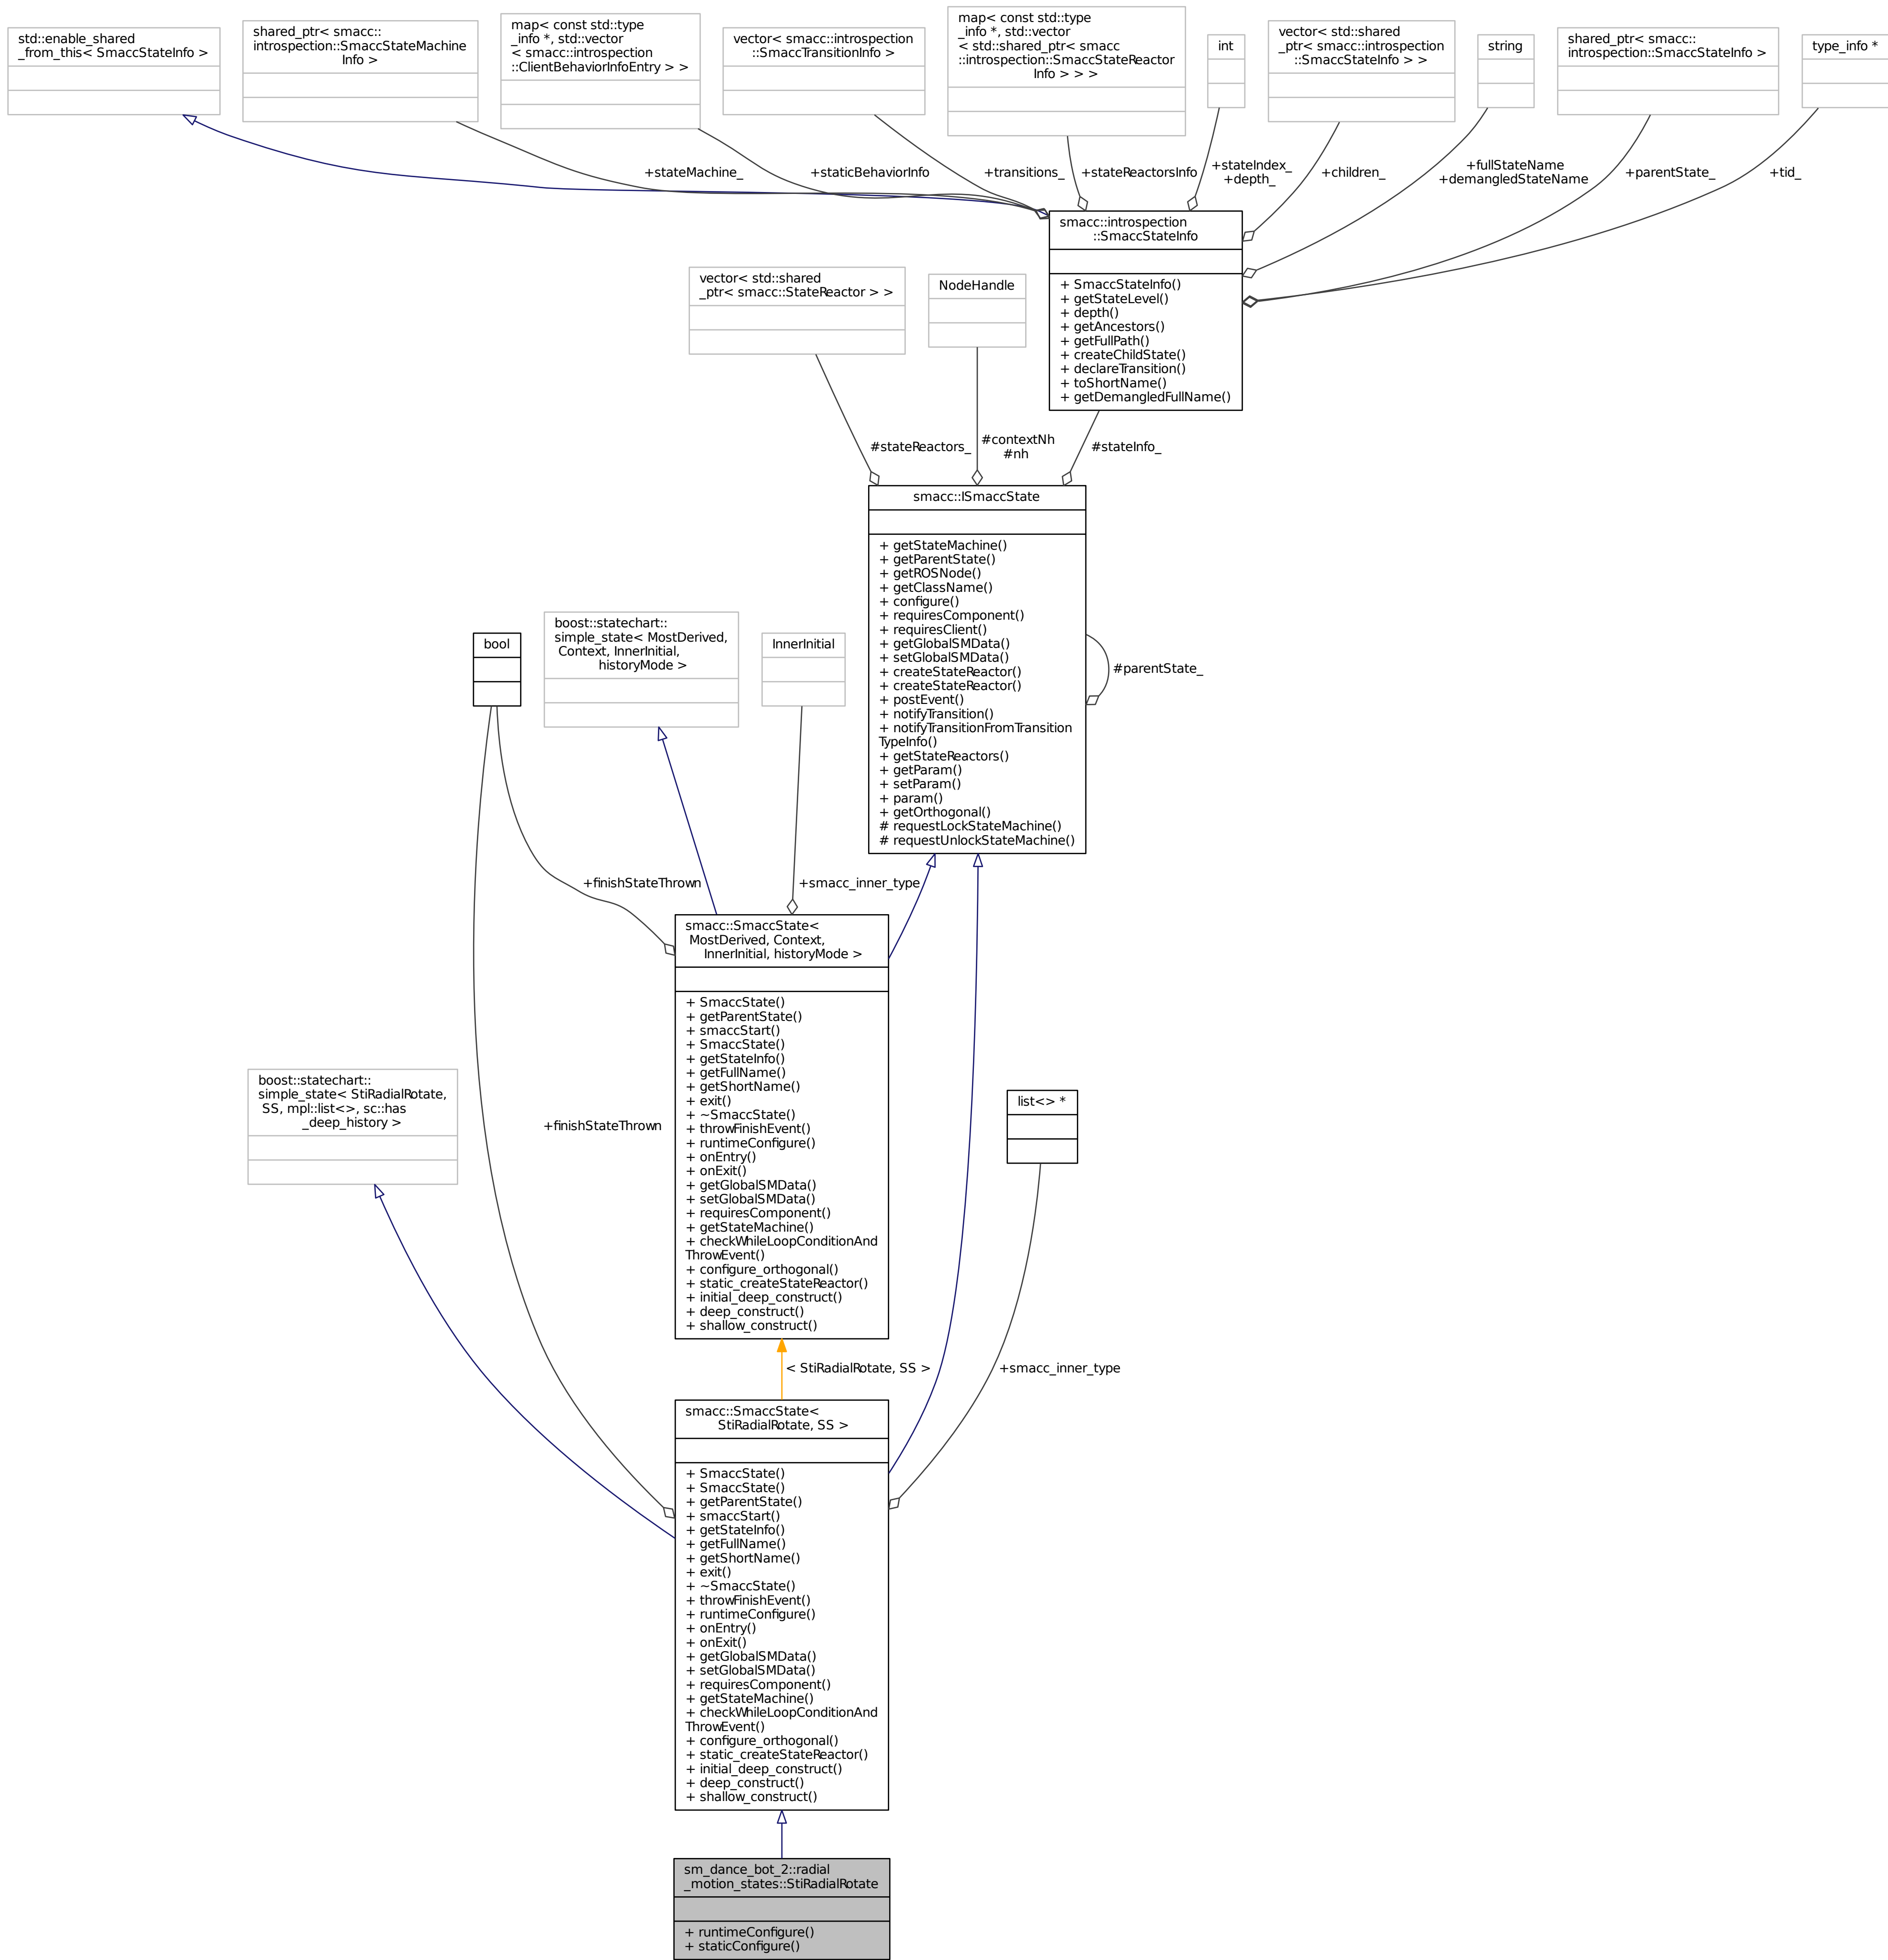 std::enable_shared
_from_this< SmaccStateInfo >
shared_ptr< smacc::
introspection::SmaccStateMachine
Info >
map< const std::type
_info *, std::vector
< smacc::introspection
::ClientBehaviorInfoEntry > >
vector< smacc::introspection
::SmaccTransitionInfo >
map< const std::type
_info *, std::vector
< std::shared_ptr< smacc
::introspection::SmaccStateReactor
Info > > >
int
vector< std::shared
_ptr< smacc::introspection
::SmaccStateInfo > >
string
shared_ptr< smacc::
introspection::SmaccStateInfo >
type_info *
+stateMachine_
+staticBehaviorInfo
+transitions_
+stateReactorsInfo
+stateIndex_
+depth_
+children_
+fullStateName
+demangledStateName
+parentState_
+tid_
smacc::introspection
::SmaccStateInfo
+ SmaccStateInfo()
+ getStateLevel()
+ depth()
+ getAncestors()
+ getFullPath()
+ createChildState()
+ declareTransition()
+ toShortName()
+ getDemangledFullName()
vector< std::shared
_ptr< smacc::StateReactor > >
NodeHandle
#stateReactors_
#contextNh
#nh
#stateInfo_
smacc::ISmaccState
+ getStateMachine()
+ getParentState()
+ getROSNode()
+ getClassName()
+ configure()
+ requiresComponent()
+ requiresClient()
+ getGlobalSMData()
+ setGlobalSMData()
+ createStateReactor()
+ createStateReactor()
+ postEvent()
+ notifyTransition()
+ notifyTransitionFromTransition
TypeInfo()
+ getStateReactors()
+ getParam()
+ setParam()
+ param()
+ getOrthogonal()
# requestLockStateMachine()
# requestUnlockStateMachine()
#parentState_
bool
boost::statechart::
simple_state< MostDerived,
Context, InnerInitial,
historyMode >
InnerInitial
+finishStateThrown
+smacc_inner_type
smacc::SmaccState<
MostDerived, Context,
InnerInitial, historyMode >
+ SmaccState()
+ getParentState()
+ smaccStart()
+ SmaccState()
+ getStateInfo()
+ getFullName()
+ getShortName()
+ exit()
+ ~SmaccState()
+ throwFinishEvent()
+ runtimeConfigure()
+ onEntry()
+ onExit()
+ getGlobalSMData()
+ setGlobalSMData()
+ requiresComponent()
+ getStateMachine()
+ checkWhileLoopConditionAnd
ThrowEvent()
+ configure_orthogonal()
+ static_createStateReactor()
+ initial_deep_construct()
+ deep_construct()
+ shallow_construct()
boost::statechart::
simple_state< StiRadialRotate,
SS, mpl::list<>, sc::has
_deep_history >
+finishStateThrown
list<> *
< StiRadialRotate, SS >
+smacc_inner_type
smacc::SmaccState<
StiRadialRotate, SS >
+ SmaccState()
+ SmaccState()
+ getParentState()
+ smaccStart()
+ getStateInfo()
+ getFullName()
+ getShortName()
+ exit()
+ ~SmaccState()
+ throwFinishEvent()
+ runtimeConfigure()
+ onEntry()
+ onExit()
+ getGlobalSMData()
+ setGlobalSMData()
+ requiresComponent()
+ getStateMachine()
+ checkWhileLoopConditionAnd
ThrowEvent()
+ configure_orthogonal()
+ static_createStateReactor()
+ initial_deep_construct()
+ deep_construct()
+ shallow_construct()
sm_dance_bot_2::radial
_motion_states::StiRadialRotate
+ runtimeConfigure()
+ staticConfigure()